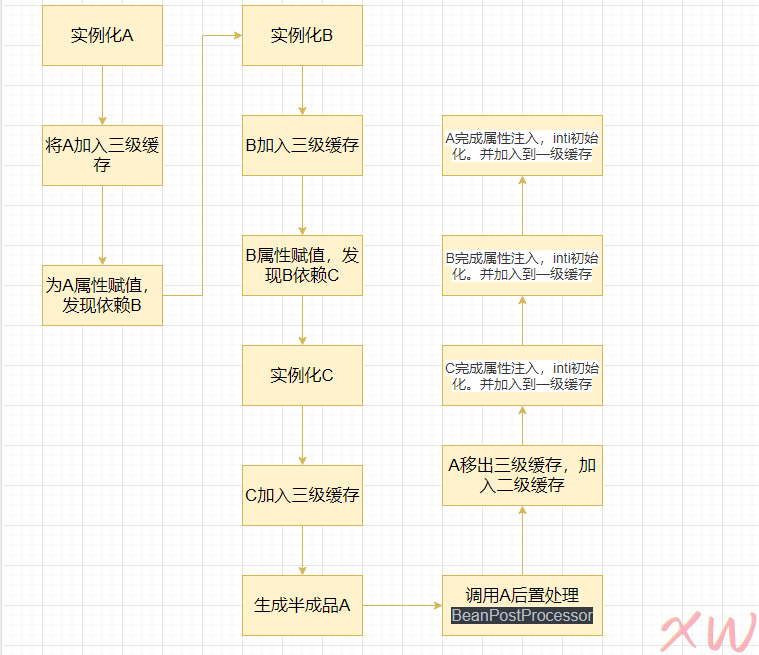 实例化A
将A加入三级缓
存
为A属性赋值，
发现依赖B
实例化B
B加入三级缓存
B属性赋值，发
现B依赖C
实例化C
C加入三级缓存
生成半成品A
调用A后置处理
BeanPostProcessor
A移出三级缓存，加
入二级缓存
C完成属性注入，inti初始
化。并加入到一级缓存
B完成属性注入，inti初始
化。并加入到一级缓存
A完成属性注入，inti初始
化。并加入到一级缓存
XW